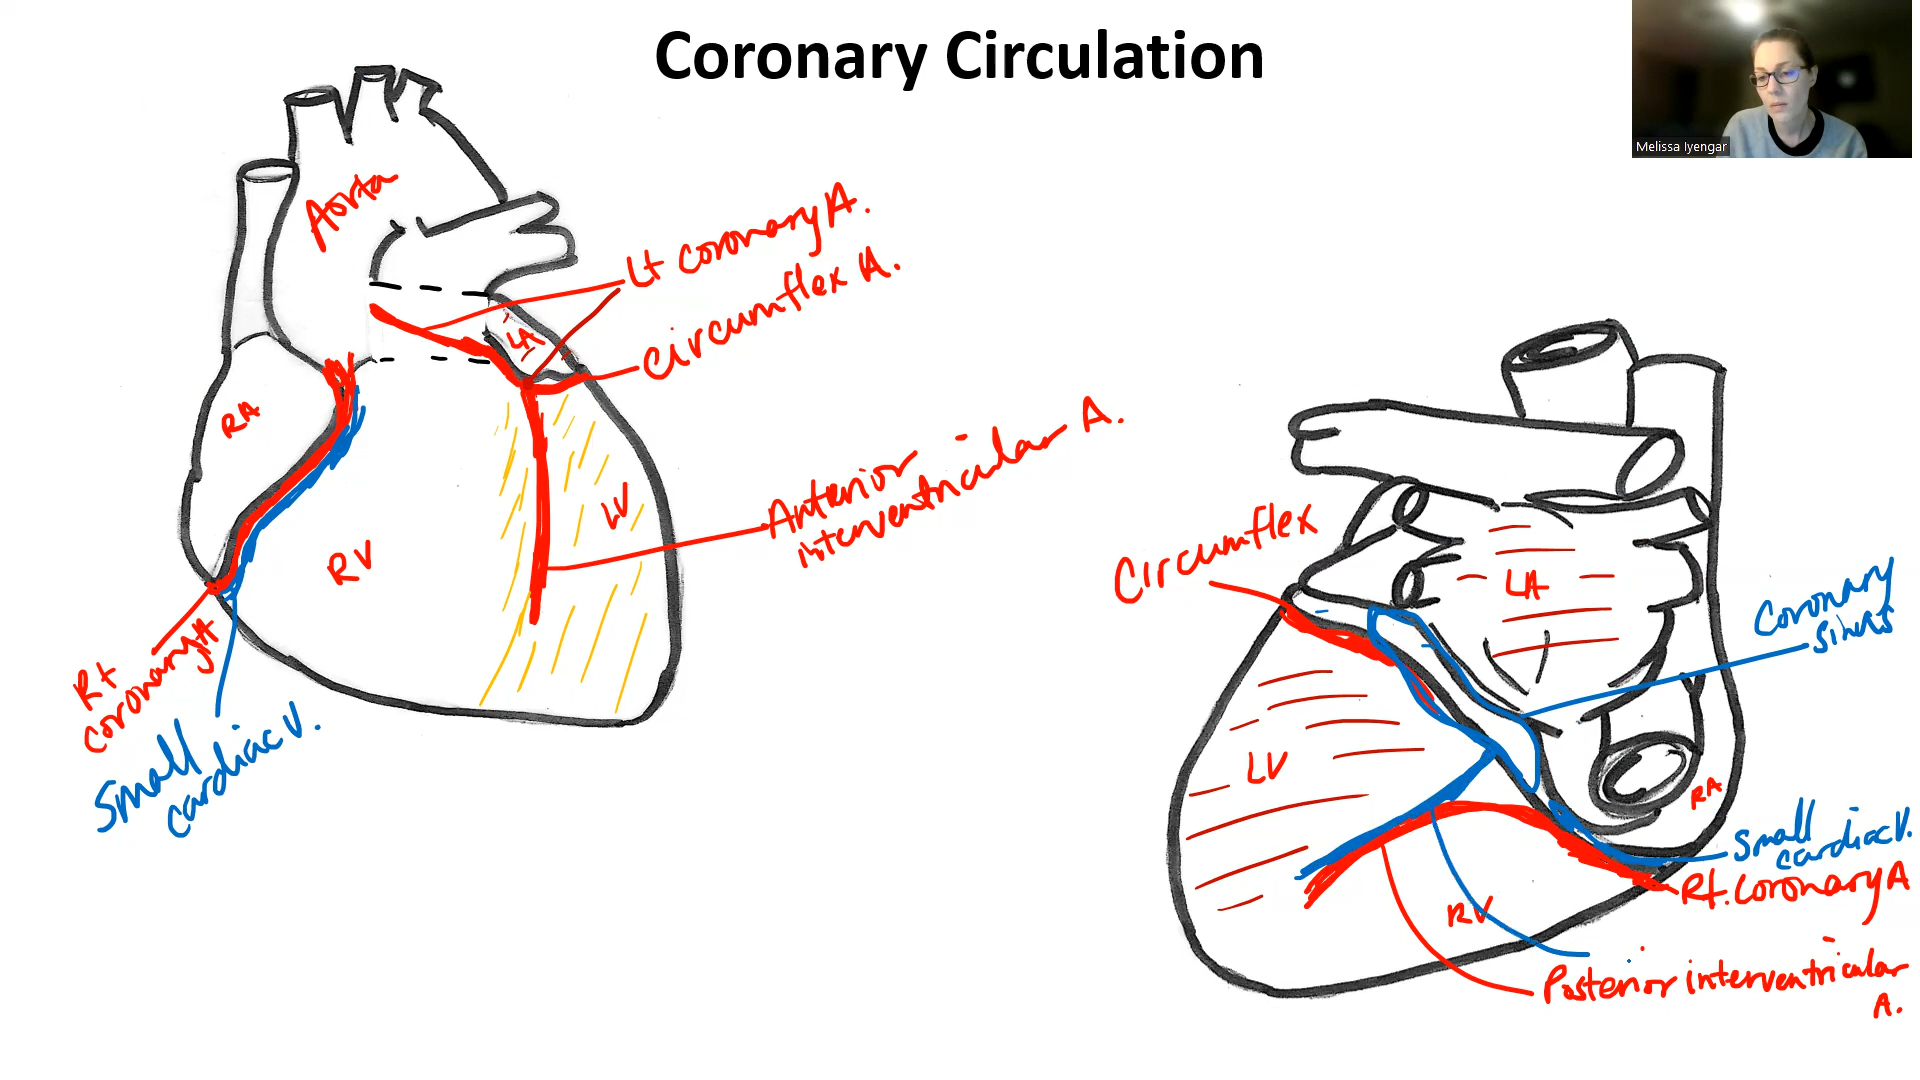 Coronary Circulation
Melissa Iyengar
Aorta
Lt coronary A.
Circumflex A.
LA
RA
LV
Anterior
interventricular A.
RV
Rt
coronary A
Small
cardiac V.
Circumflex
LA
Coronary
sinus
LV
RA
Small
cardiac V.
Rt. Coronary A
RV
Posterior interventricular
A.